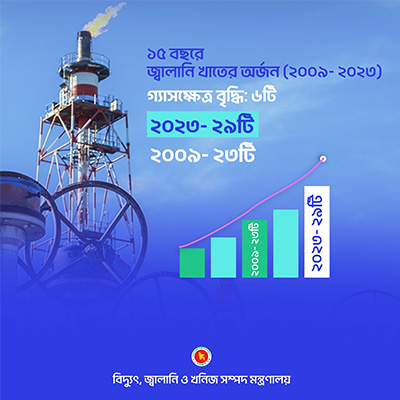 ১৫ বছরে
জ্বালানি খাতের অর্জন (২০০৯- ২০২৩)
গ্যাসক্ষেত্র বৃদ্ধি: ৬টি
২০২৩- ২৯টি
২০০৯- ২৩টি
২০০৯- ২৩টি
২০২৩- ২৯টি
বিদ্যুৎ, জ্বালানি ও খনিজ সম্পদ মন্ত্রণালয়